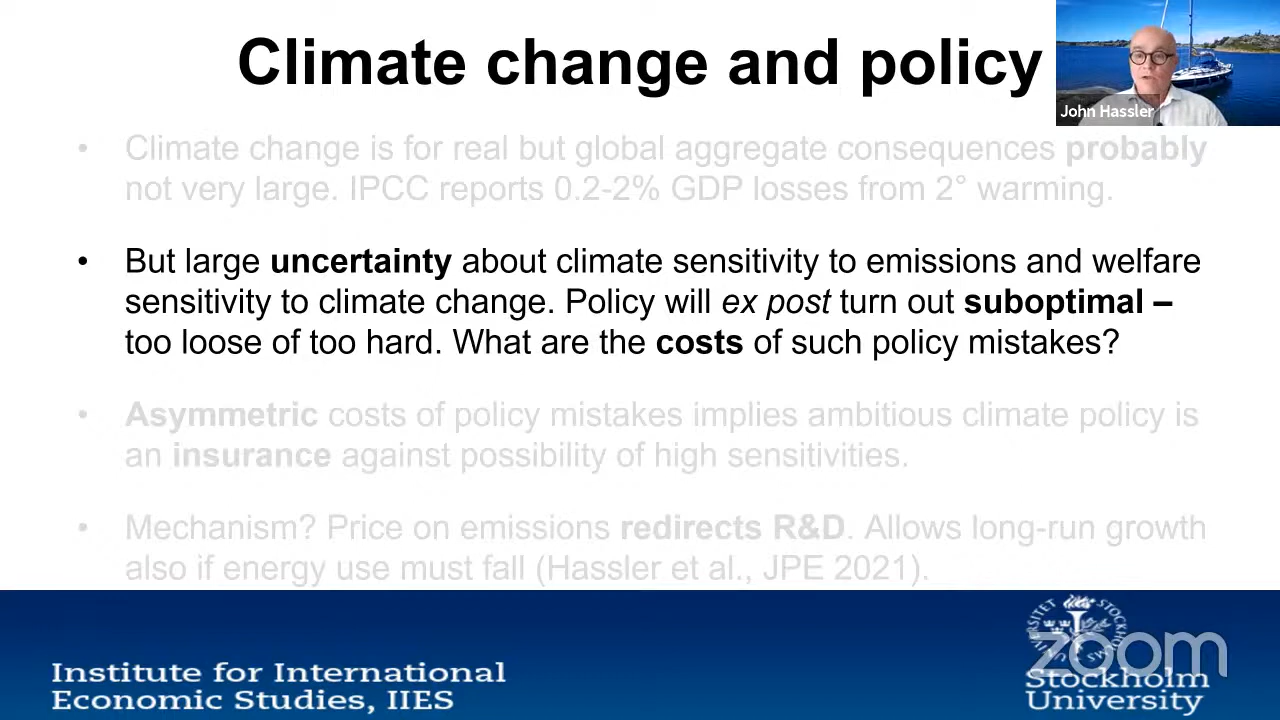 Climate change and policy
John Hassler
• Climate change is for real but global aggregate consequences probably
not very large. IPCC reports 0.2-2% GDP losses from 2° warming.
• But large uncertainty about climate sensitivity to emissions and welfare
sensitivity to climate change. Policy will ex post turn out suboptimal –
too loose of too hard. What are the costs of such policy mistakes?
• Asymmetric costs of policy mistakes implies ambitious climate policy is
an insurance against possibility of high sensitivities.
• Mechanism? Price on emissions redirects R&D. Allows long-run growth
also if energy use must fall (Hassler et al., JPE 2021).
Institute for International
Economic Studies, IIES
zoom
Stockholm
University